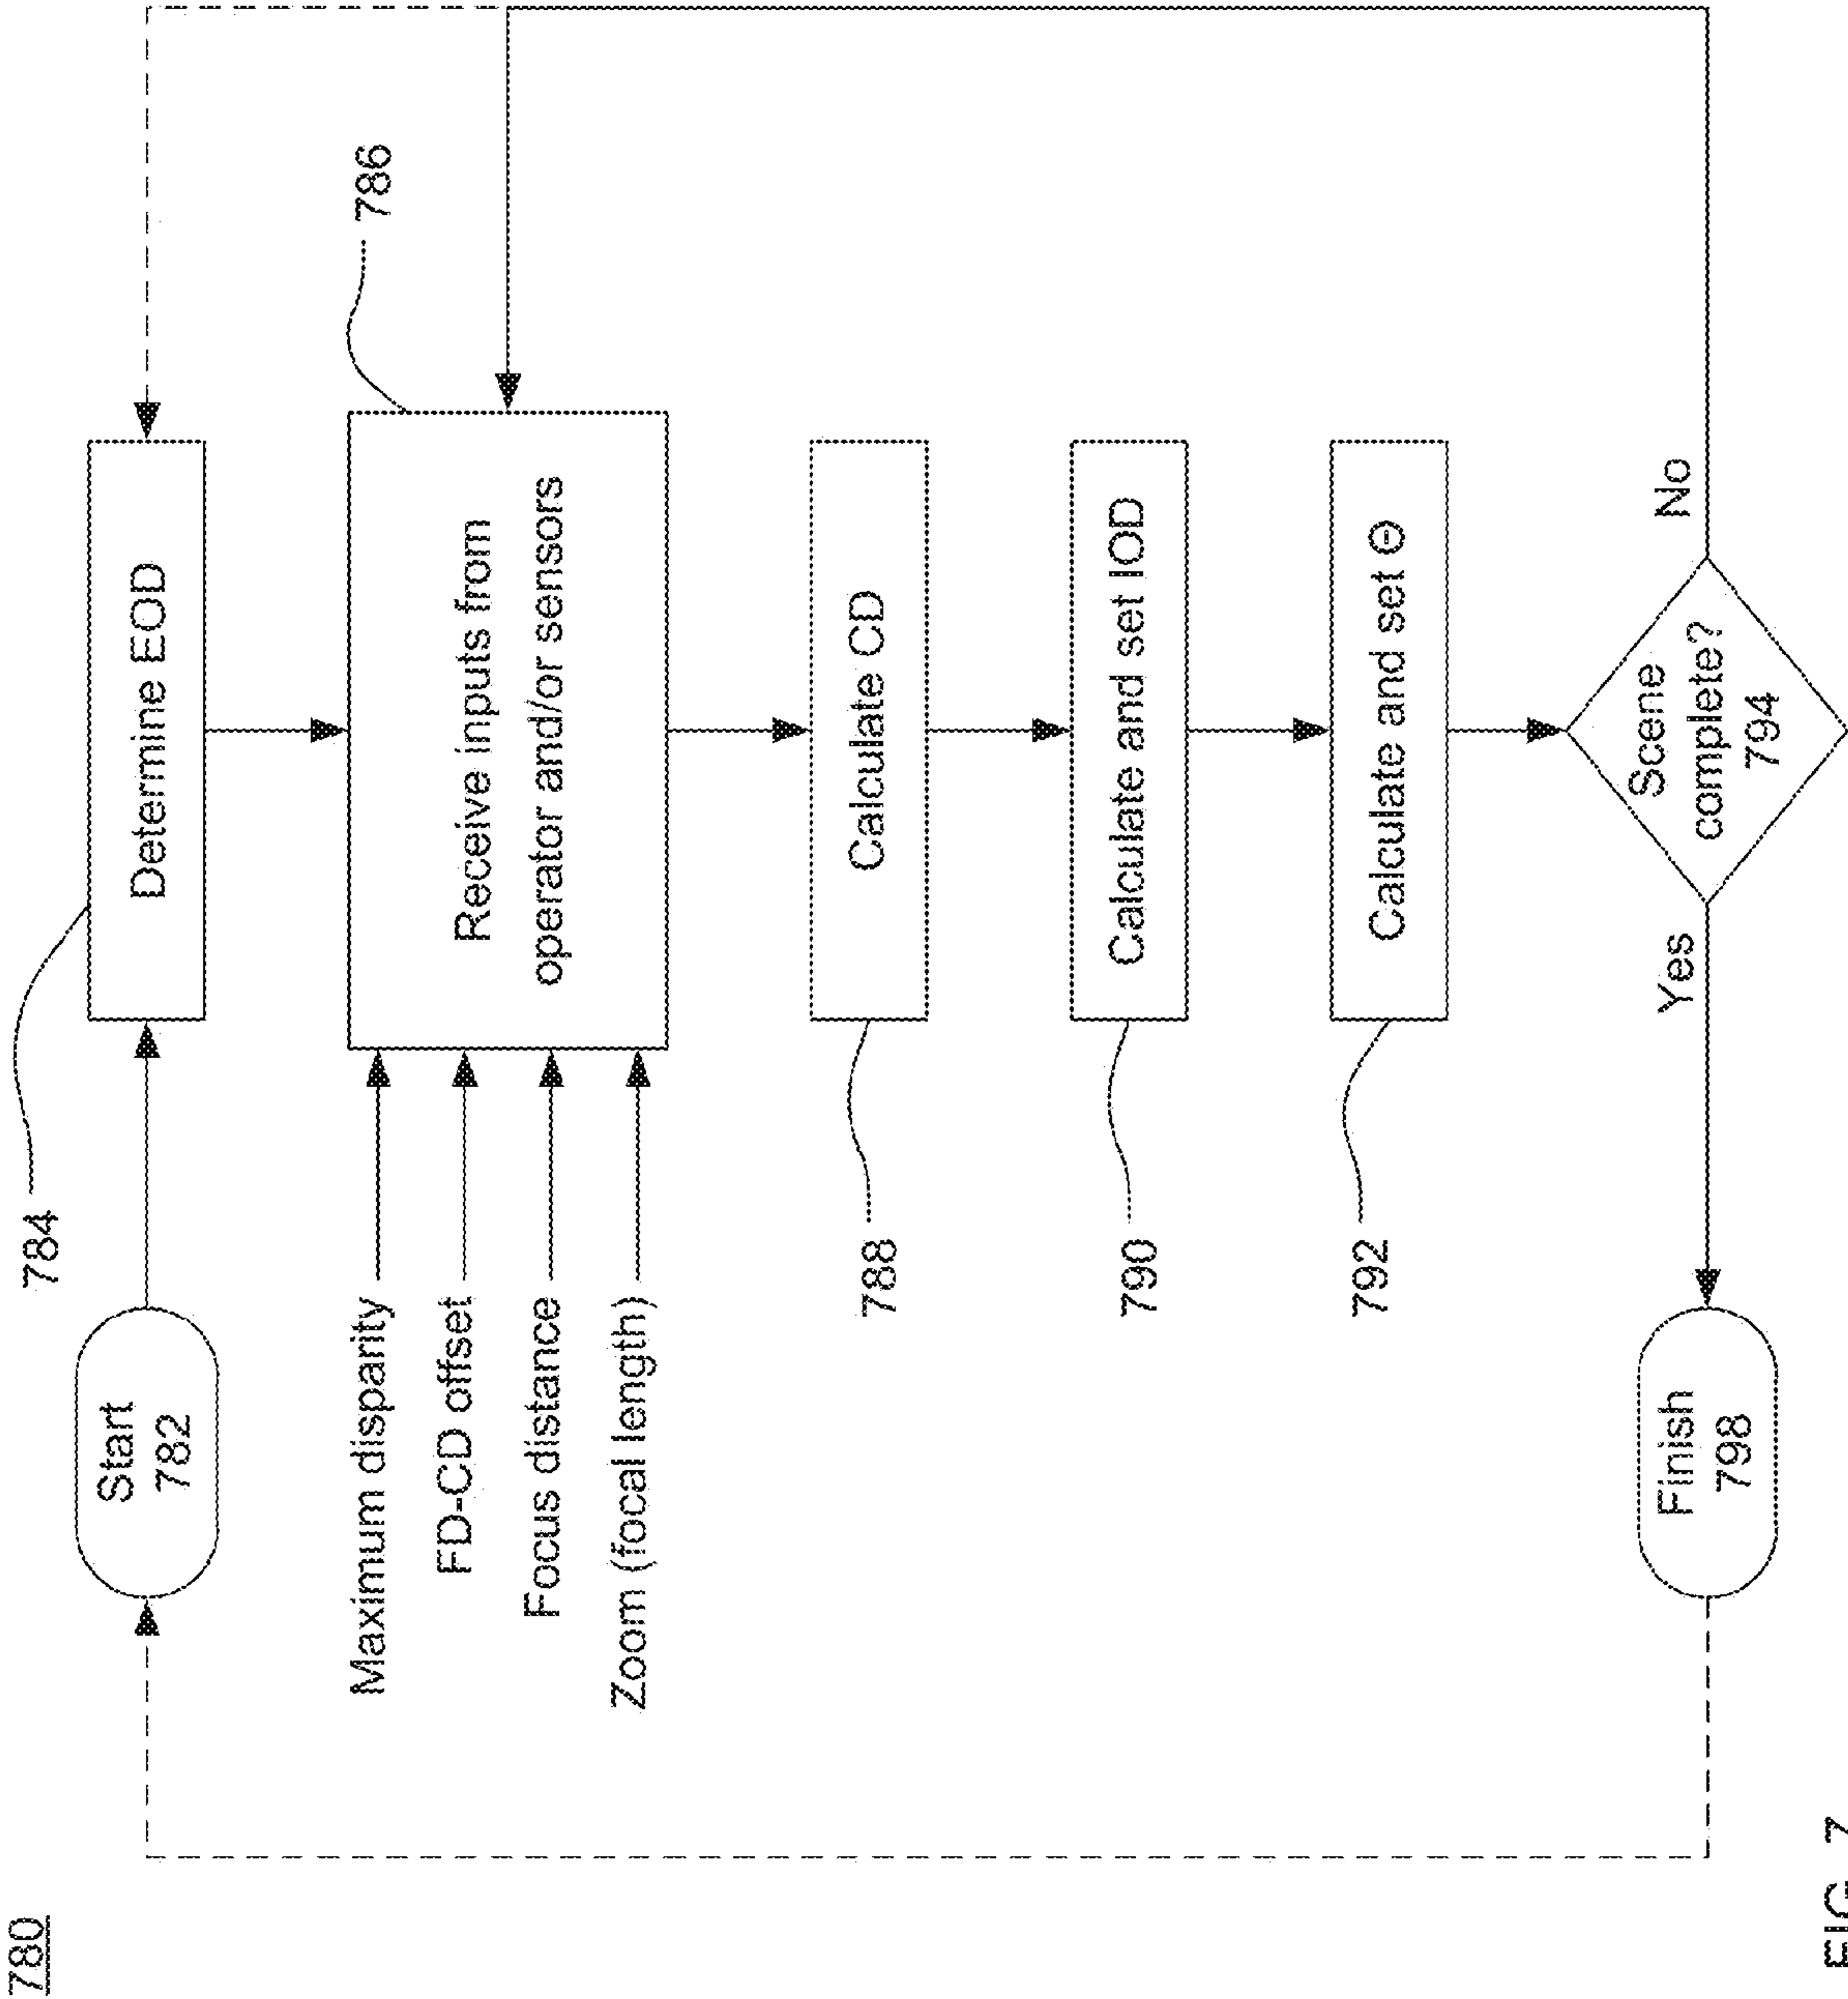 780
Start
782
784
Determine EOD
Maximum disparity
FD-CD offset
Focus distance
Zoom (focal length)
Receive inputs from
operator and/or sensors
786
788
Calculate CD
790
Calculate and set IOD
792
Calculate and set Θ
Scene
complete?
794
Yes
No
Finish
798
FIG. 7